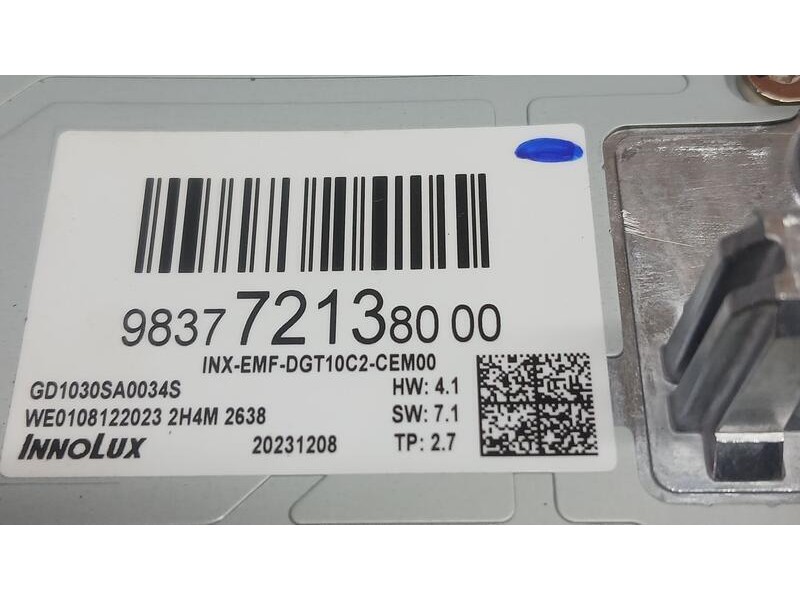 98377213800 00
INX-EMF-DGT10C2-CEM00
GD1030SA0034S HW: 4.1
WE0108122023 2H4M 2638 SW: 7.1
INNOLUX 20231208 TP: 2.7